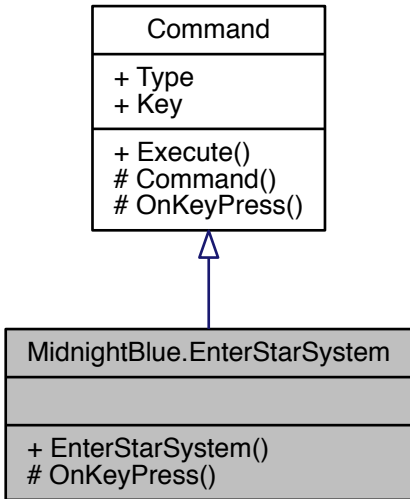 Command
+ Type
+ Key
+ Execute()
# Command()
# OnKeyPress()
MidnightBlue.EnterStarSystem
+ EnterStarSystem()
# OnKeyPress()